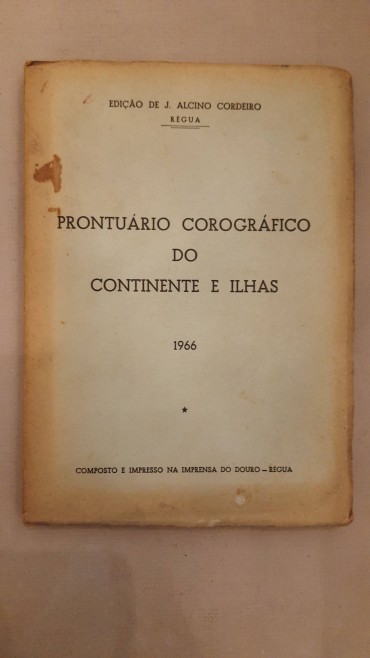 EDIÇÃO DE J. ALCINO CORDEIRO
RÉGUA
PRONTUÁRIO COROGRÁFICO
DO
CONTINENTE E ILHAS
1966
*
COMPOSTO E IMPRESSO NA IMPRENSA DO DOURO — RÉGUA